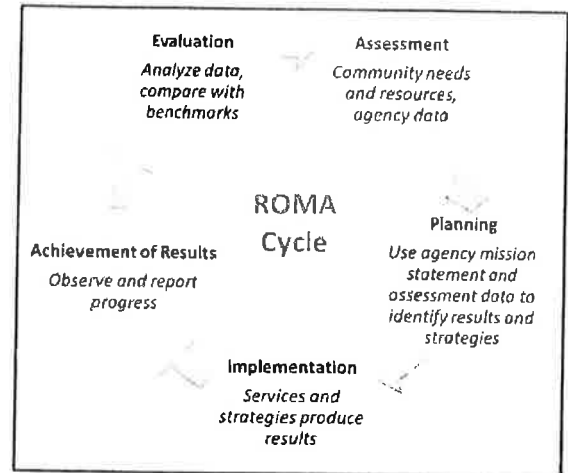 Evaluation
Analyze data,
compare with
benchmarks
Assessment
Community needs
and resources,
agency data
ROMA
Cycle
Planning
Use agency mission
statement and
assessment data to
identify results and
strategies
Implementation
Services and
strategies produce
results
Achievement of Results
Observe and report
progress